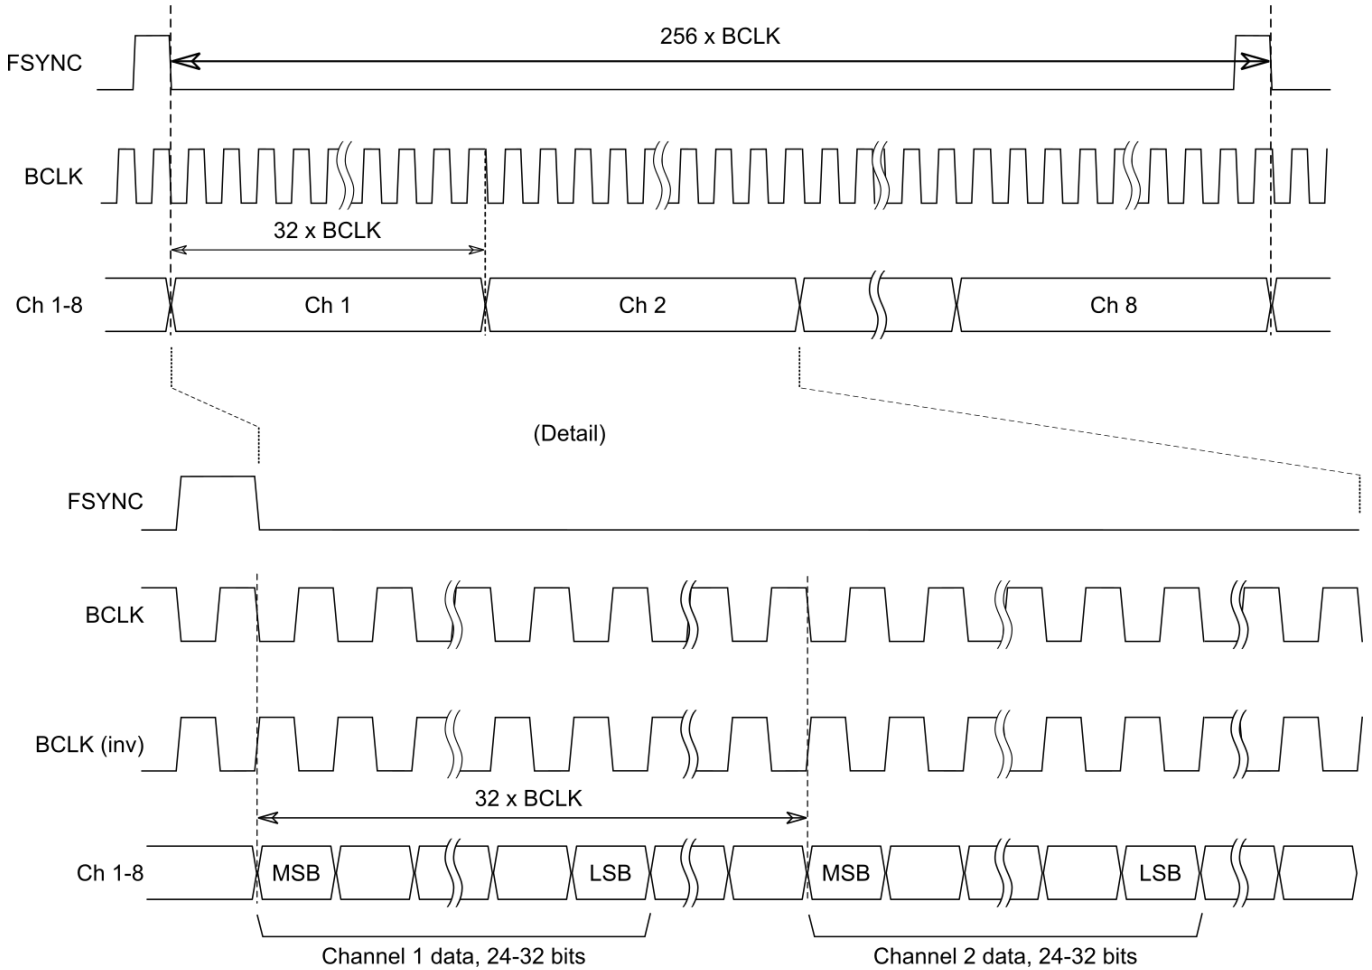 256 x BCLK
FSYNC
BCLK
32 x BCLK
Ch 1-8
Ch 1
Ch 2
Ch 8
(Detail)
FSYNC
BCLK
BCLK (inv)
32 x BCLK
Ch 1-8
MSB
LSB
MSB
LSB
Channel 1 data, 24-32 bits
Channel 2 data, 24-32 bits